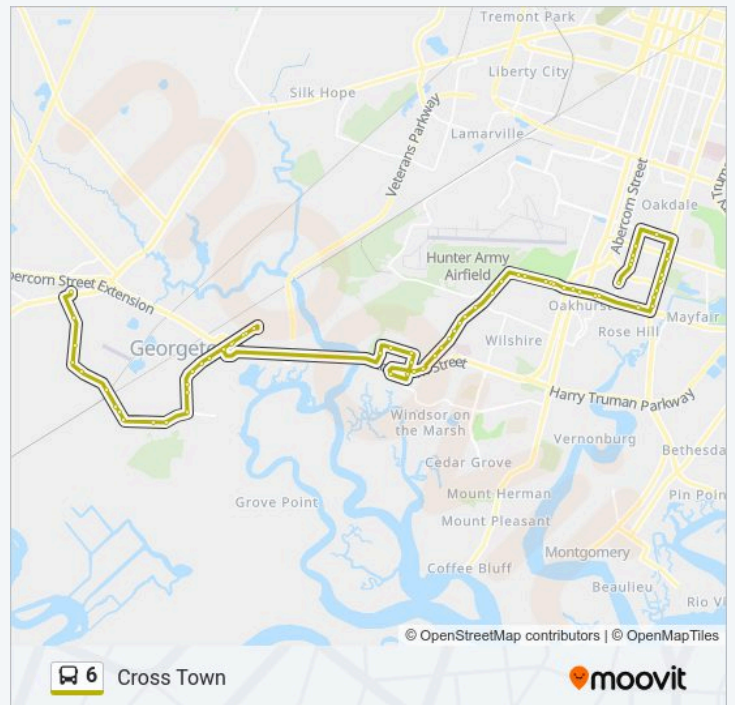 Tremont Park
Liberty City
Silk Hope
Veterans Parkway
Lamarville
Abercorn Street
Oakdale
Hunter Army
Airfield
Abercorn Street Extension
Oakhurst
Mayfair
Rose Hill
Georgeto
Wilshire
Street
Harry Truman Parkway
Windsor on
the Marsh
Vernonburg
Cedar Grove
Bethesda
Mount Herman
Pin Poin
Grove Point
Mount Pleasant
Montgomery
Coffee Bluff
Beaulieu
Rio V
© OpenStreetMap contributors | © OpenMapTiles
6 Cross Town
moovit